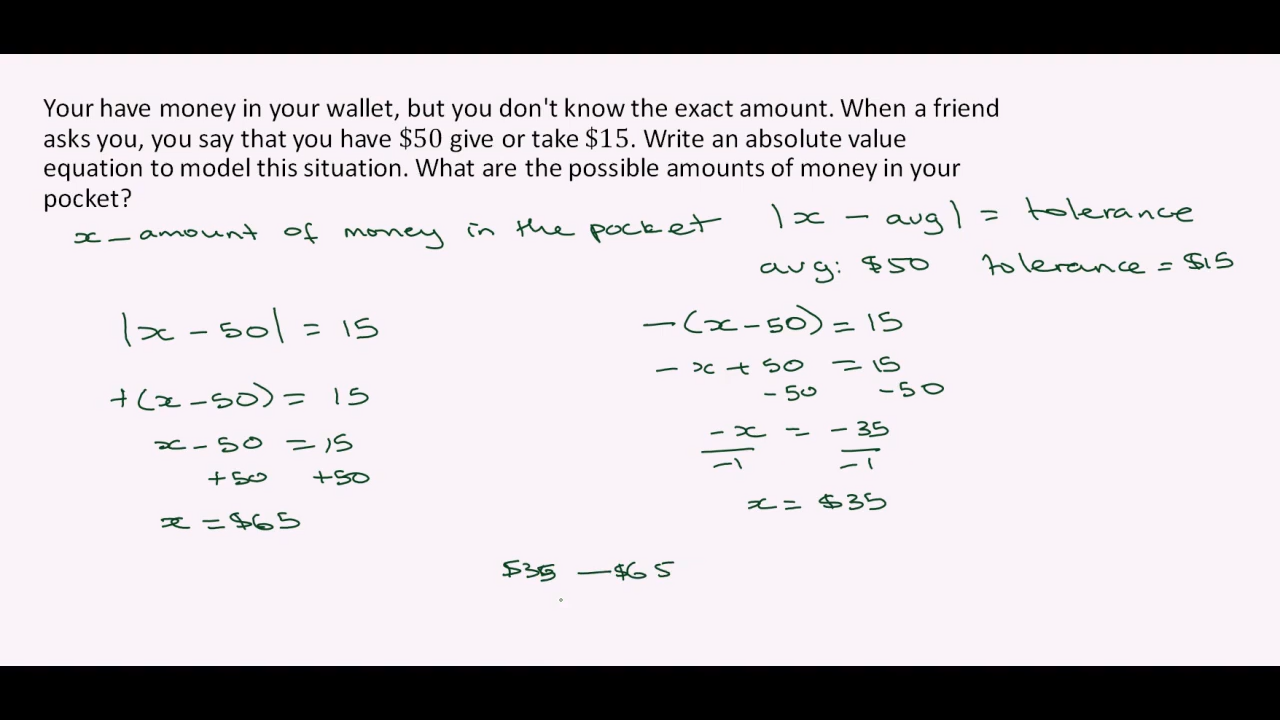 Your have money in your wallet, but you don't know the exact amount. When a friend
asks you, you say that you have $50 give or take $15. Write an absolute value
equation to model this situation. What are the possible amounts of money in your
pocket?
x – amount of money in the pocket
|x – avg| = tolerance
avg: $50 tolerance = $15
|x – 50| = 15
+(x – 50) = 15
x – 50 = 15
+50 +50
x = $65
–(x – 50) = 15
–x + 50 = 15
–50 –50
–x = –35
–1 –1
x = $35
$35 – $65